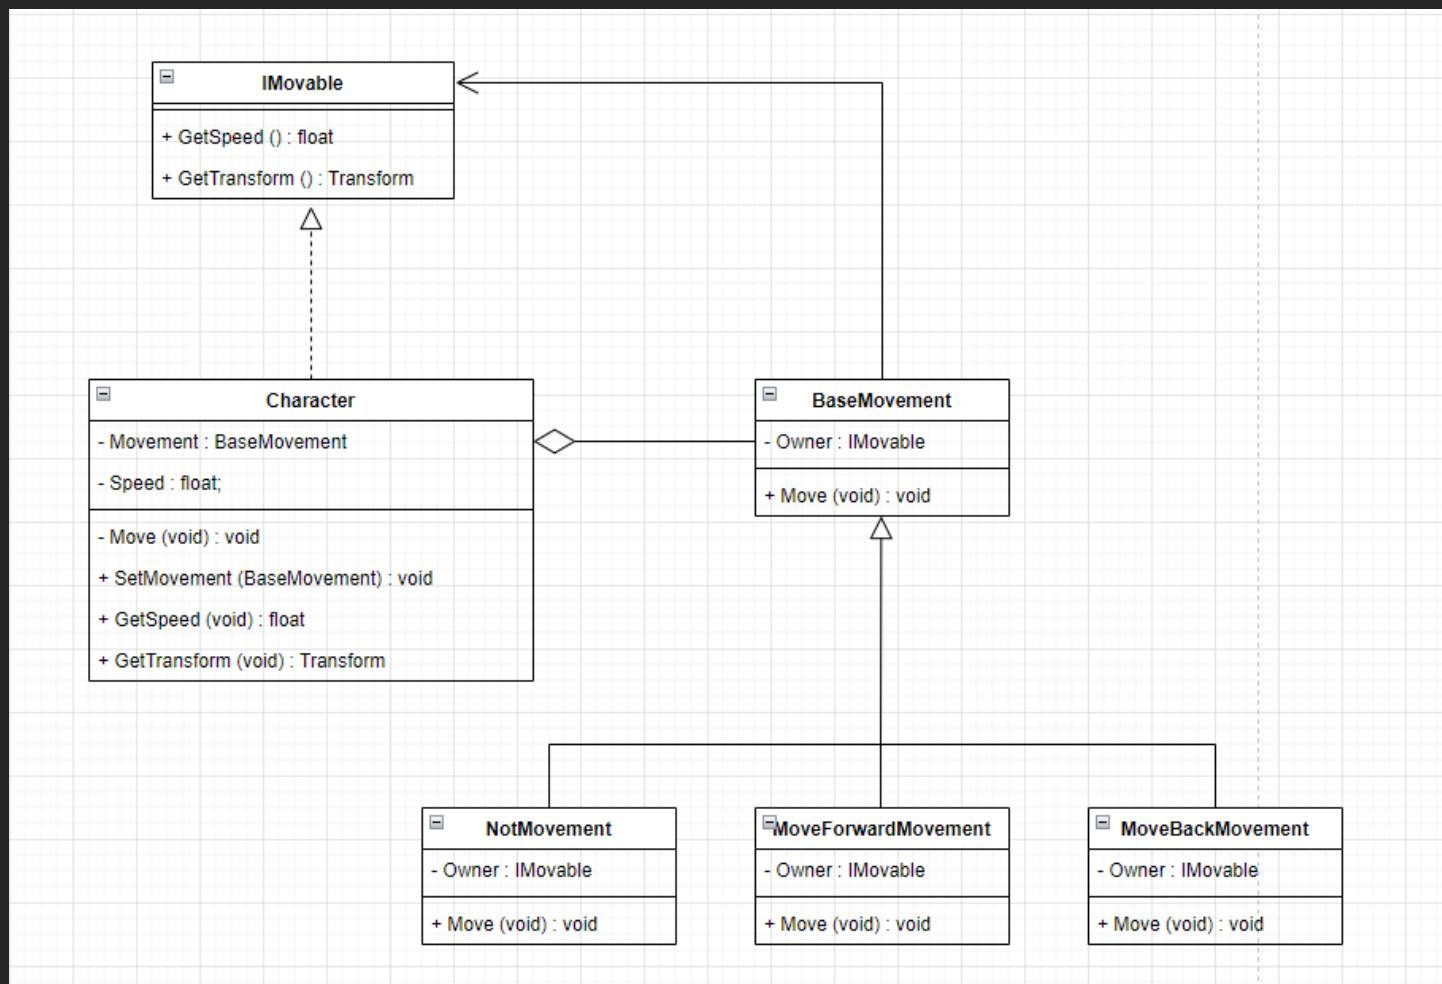 IMovable
+ GetSpeed () : float
+ GetTransform () : Transform
Character
- Movement : BaseMovement
- Speed : float;
- Move (void) : void
+ SetMovement (BaseMovement) : void
+ GetSpeed (void) : float
+ GetTransform (void) : Transform
BaseMovement
- Owner : IMovable
+ Move (void) : void
NotMovement
- Owner : IMovable
+ Move (void) : void
MoveForwardMovement
- Owner : IMovable
+ Move (void) : void
MoveBackMovement
- Owner : IMovable
+ Move (void) : void